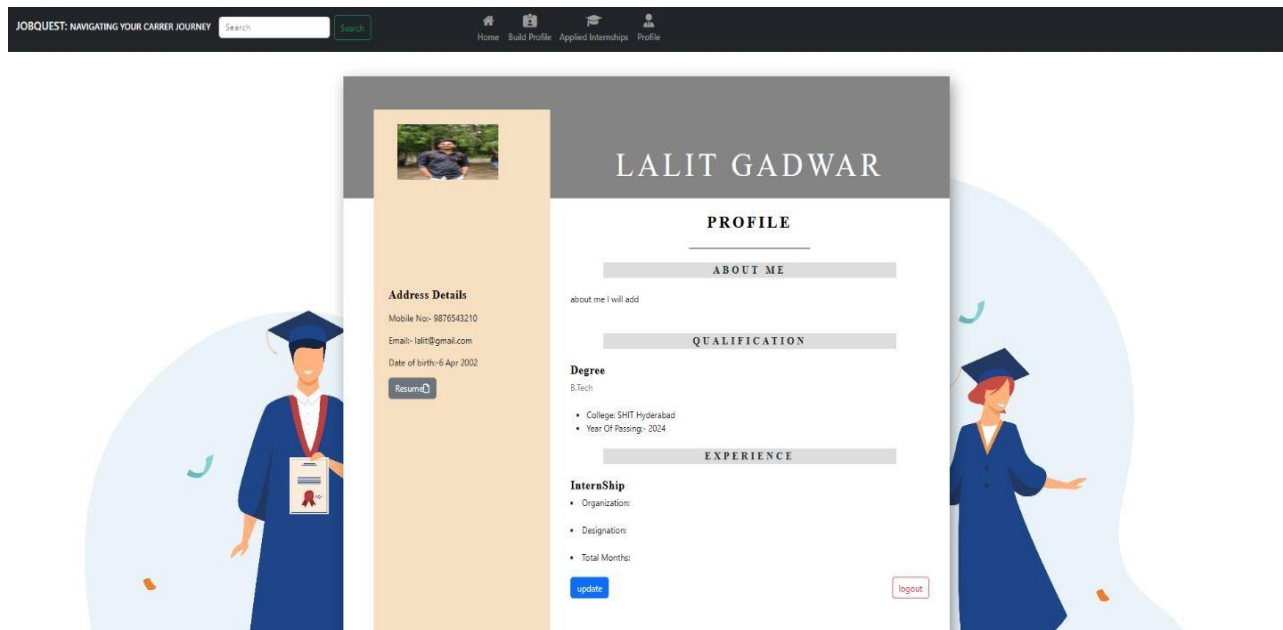 JOBQUEST: NAVIGATING YOUR CARRER JOURNEY Search Search
Home Build Profile Applied Internships Profile
LALIT GADWAR
PROFILE
ABOUT ME
about me I will add
Address Details
Mobile No:- 9876543210
Email:- lalit@gmail.com
Date of birth:-6 Apr 2002
Resume
QUALIFICATION
Degree
B.Tech
College: SHIT Hyderabad
Year Of Passing:- 2024
EXPERIENCE
InternShip
Organization:
Designation:
Total Months:
update
logout